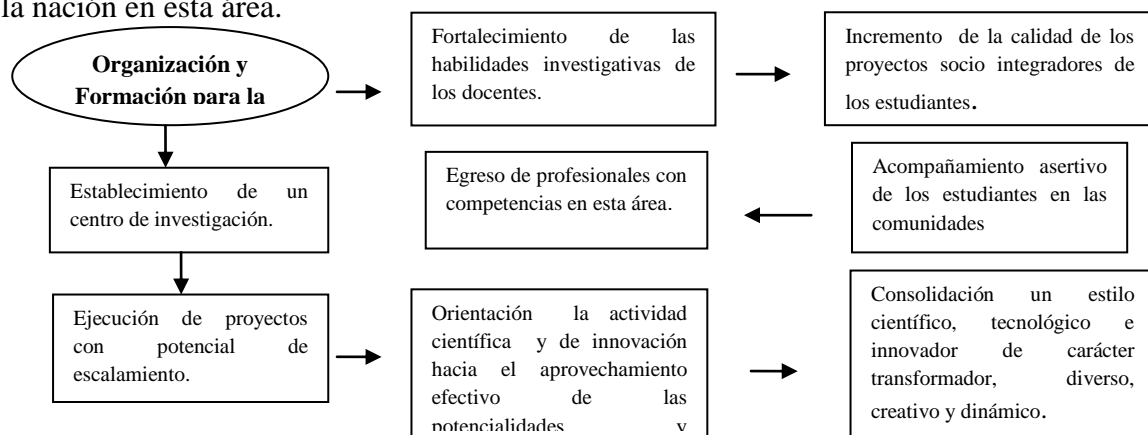 la nación en esta área.
Organización y
Formación para la
Fortalecimiento de las
habilidades investigativas de
los docentes.
Incremento de la calidad de los
proyectos socio integradores de
los estudiantes.
Establecimiento de un
centro de investigación.
Egreso de profesionales con
competencias en esta área.
Acompañamiento asertivo
de los estudiantes en las
comunidades
Ejecución de proyectos
con potencial de
escalamiento.
Orientación la actividad
científica y de innovación
hacia el aprovechamiento
efectivo de las
potencialidades y
Consolidación un estilo
científico, tecnológico e
innovador de carácter
transformador, diverso,
creativo y dinámico.